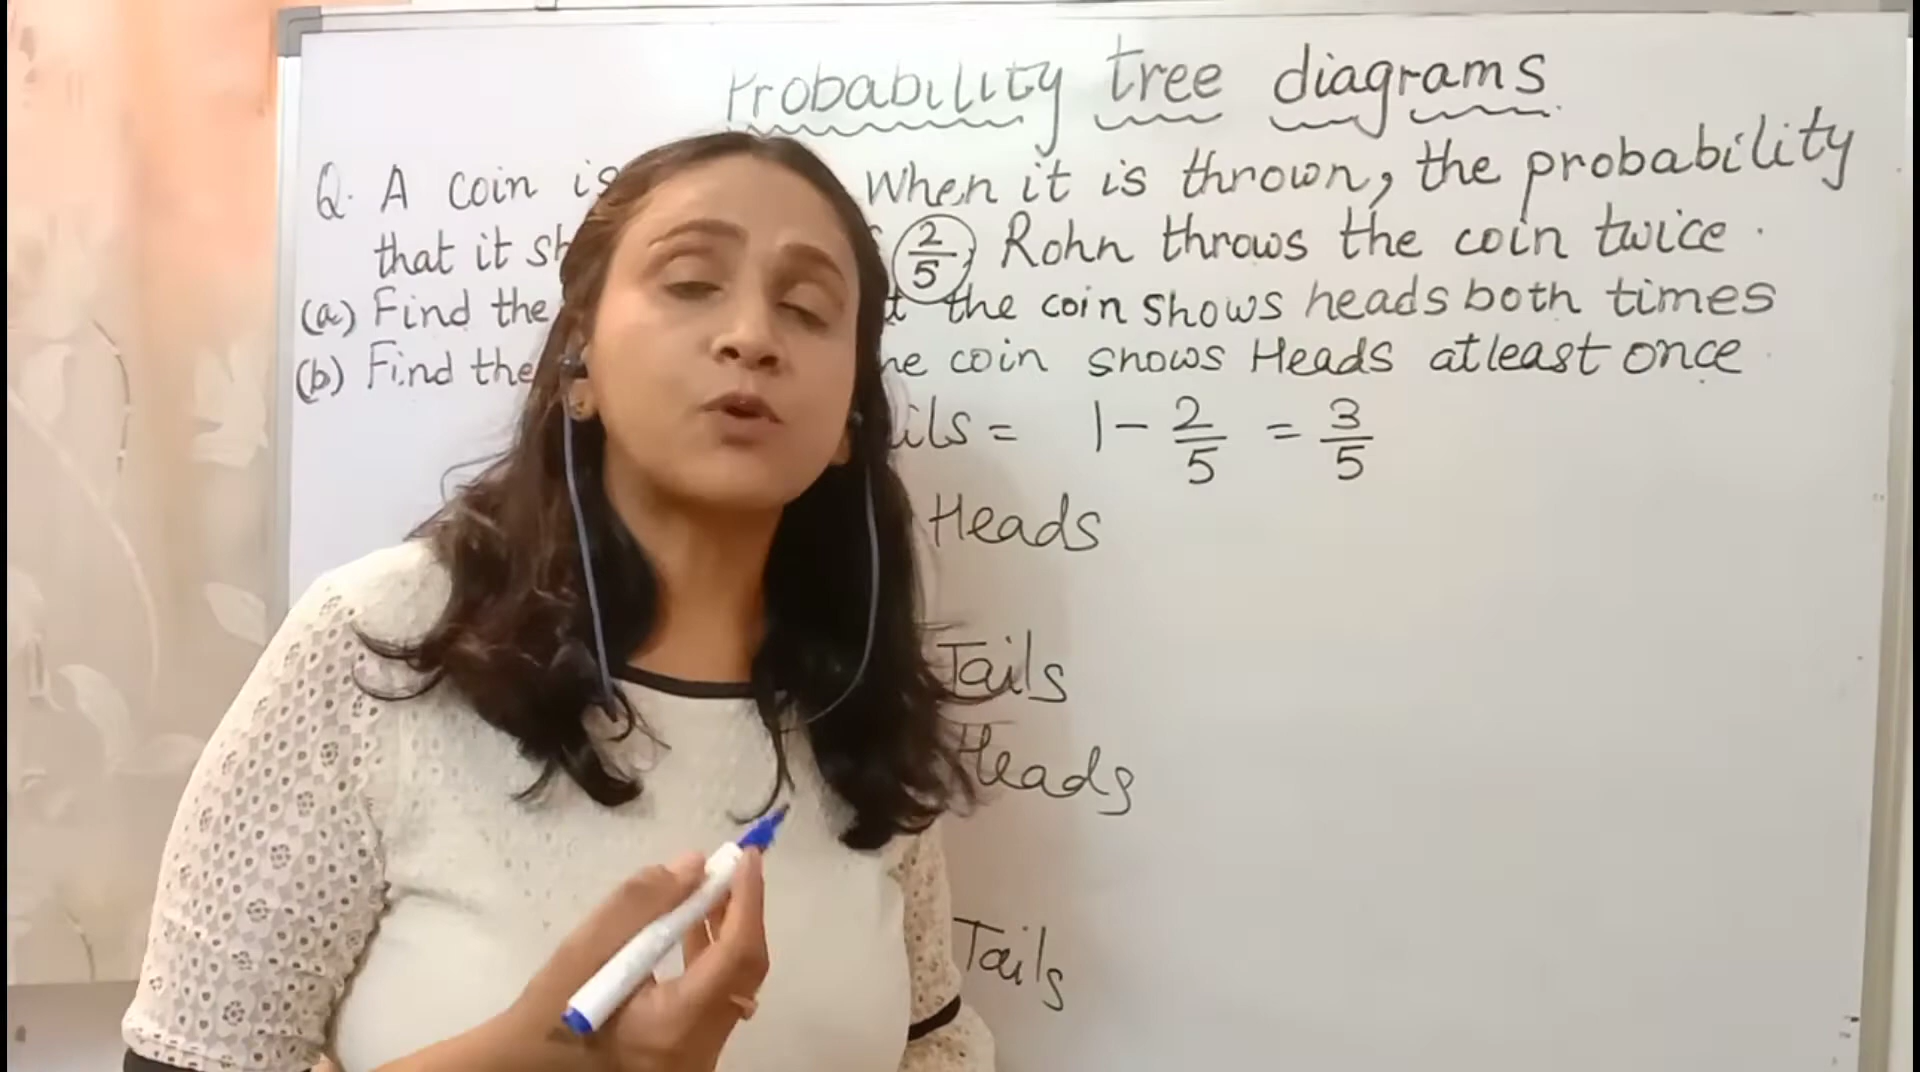 Probability tree diagrams
Q. A coin is When it is thrown, the probability
that it 2/5, Rohn throws the coin twice.
(a) Find the the coin shows heads both times
(b) Find the coin shows Heads atleast once
= 1 - 2/5 = 3/5
Heads
Tails
Heads
Tails